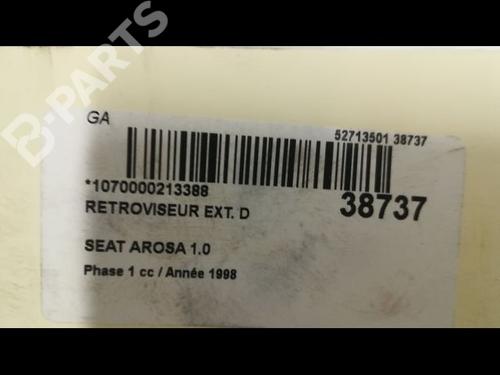 B-PARTS
GA
52713501 38737
*1070000213388
RETROVISEUR EXT. D
38737
SEAT AROSA 1.0
Phase 1 cc / Année 1998